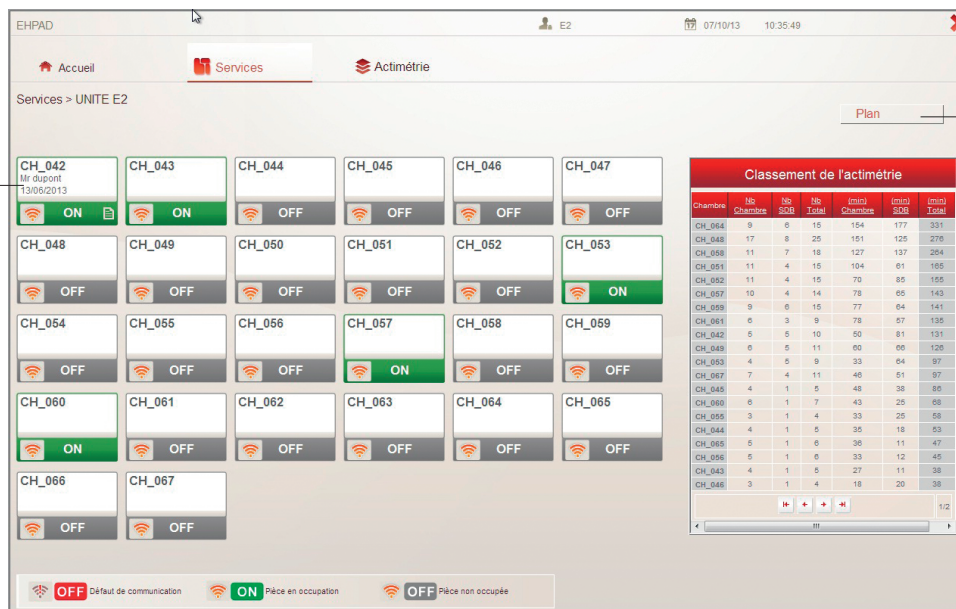 EHPAD E2 17 07/10/13 10:35:49
Accueil Services Actimétrie
Services > UNITE E2
Plan
CH_042 CH_043 CH_044 CH_045 CH_046 CH_047
Mr dupont
13/06/2013
ON ON OFF OFF OFF OFF
CH_048 CH_049 CH_050 CH_051 CH_052 CH_053
OFF OFF OFF OFF OFF ON
CH_054 CH_055 CH_056 CH_057 CH_058 CH_059
OFF OFF OFF ON OFF OFF
CH_060 CH_061 CH_062 CH_063 CH_064 CH_065
ON OFF OFF OFF OFF OFF
CH_066 CH_067
OFF OFF
Classement de l'actimétrie
Chambre Nb Chambre Nb SDB Nb Total (min) Chambre (min) SDB (min) Total
CH_064 9 6 15 154 177 331
CH_048 17 8 25 151 125 276
CH_058 11 7 18 127 137 264
CH_051 11 4 15 104 61 165
CH_052 11 4 15 70 85 155
CH_057 10 4 14 78 65 143
CH_059 9 6 15 77 64 141
CH_061 6 3 9 78 57 135
CH_042 5 5 10 50 81 131
CH_049 6 5 11 60 66 126
CH_053 4 5 9 33 64 97
CH_067 7 4 11 46 51 97
CH_045 4 1 5 48 38 86
CH_060 6 1 7 43 25 68
CH_055 3 1 4 33 25 58
CH_044 4 1 5 35 18 53
CH_065 5 1 6 36 11 47
CH_056 5 1 6 33 12 45
CH_043 4 1 5 27 11 38
CH_046 3 1 4 18 20 38
1/2
OFF Défaut de communication ON Pièce en occupation OFF Pièce non occupée